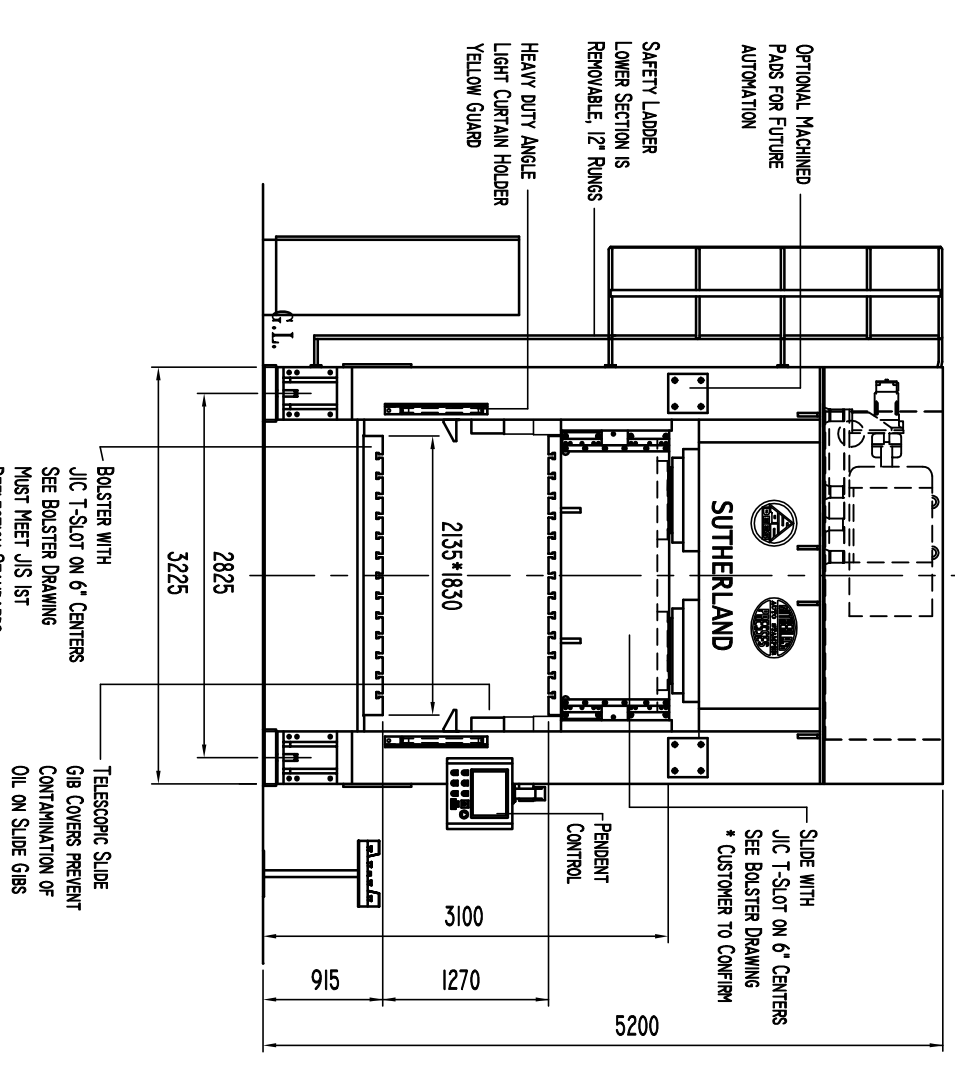 OPTIONAL MACHINED
PADS FOR FUTURE
AUTOMATION
SAFETY LADDER
LOWER SECTION IS
REMOVABLE, 12" RUNGS
HEAVY DUTY ANGLE
LIGHT CURTAIN HOLDER
YELLOW GUARD
G.L.
SUTHERLAND
2135*1830
2825
3225
BOLSTER WITH
JIC T-SLOT ON 6" CENTERS
SEE BOLSTER DRAWING
MUST MEET JIS 1ST
TELESCOPIC SLIDE
GIB COVERS PREVENT
CONTAMINATION OF
OIL ON SLIDE GIBS
PENDENT
CONTROL
SLIDE WITH
JIC T-SLOT ON 6" CENTERS
SEE BOLSTER DRAWING
* CUSTOMER TO CONFIRM
3100
915
1270
5200